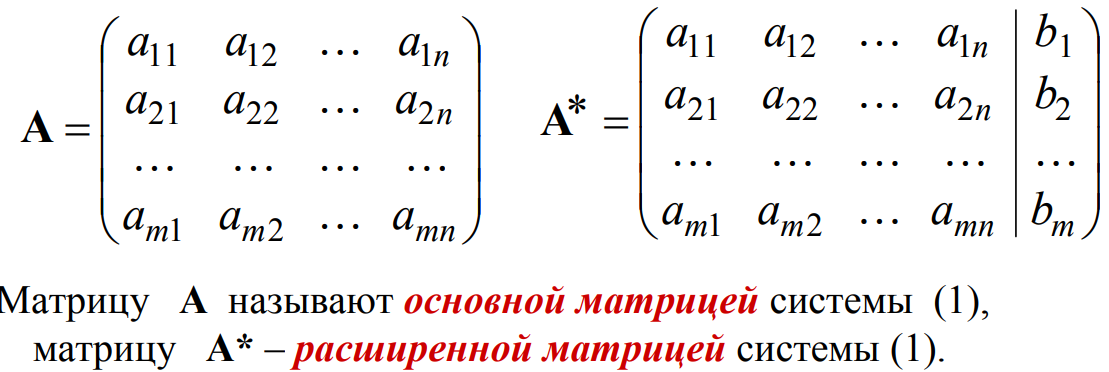 A = ( a11 a12 … a1n A* = ( a11 a12 … a1n | b1
a21 a22 … a2n a21 a22 … a2n | b2
… … … … … … … … | …
am1 am2 … amn ) am1 am2 … amn | bm )
Матрицу A называют основной матрицей системы (1),
матрицу A* – расширенной матрицей системы (1).